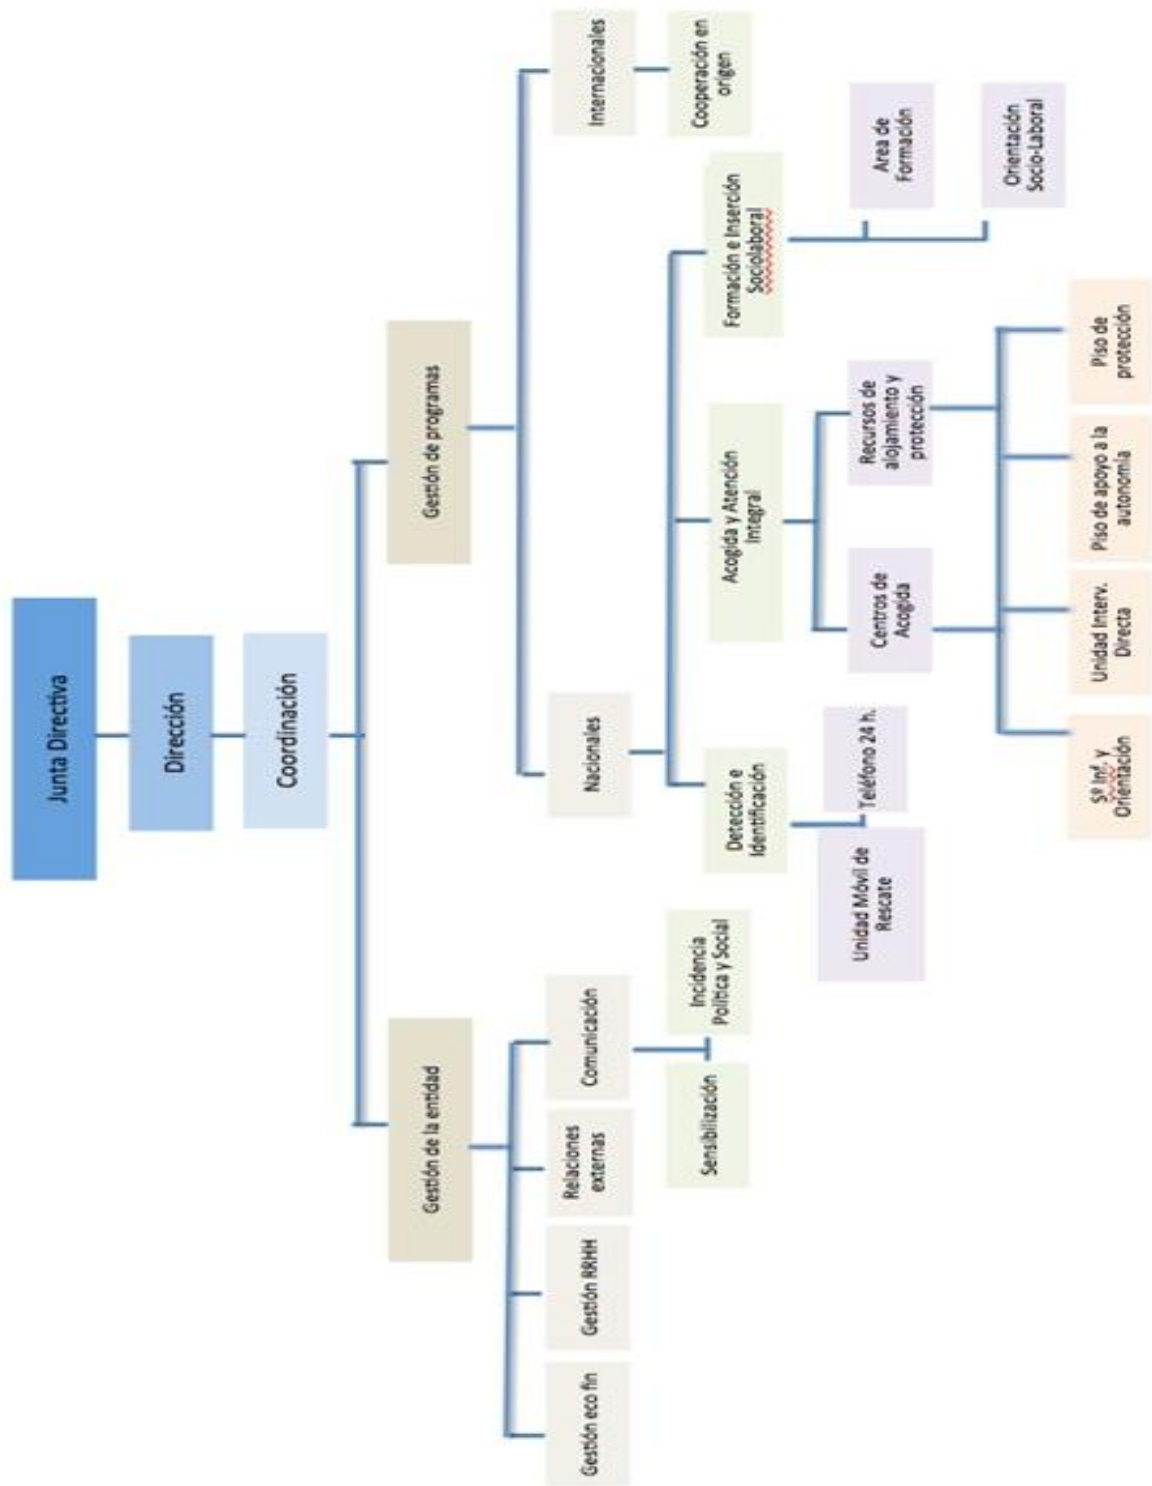 Junta Directiva
Dirección
Coordinación
Gestión de la entidad
Gestión de programas
Gestión eco fin
Gestión RRHH
Relaciones
externas
Comunicación
Nacionales
Internacionales
Sensibilización
Incidencia
Política y Social
Detección e
Identificación
Acogida y Atención
Integral
Formación e Inserción
Sociolaboral
Cooperación en
origen
Unidad Móvil de
Rescate
Teléfono 24 h.
Centros de
Acogida
Recursos de
alojamiento y
protección
Area de
Formación
Orientación
Socio-Laboral
Sº Inf. y
Orientación
Unidad Interv.
Directa
Piso de apoyo a la
autonomía
Piso de
protección